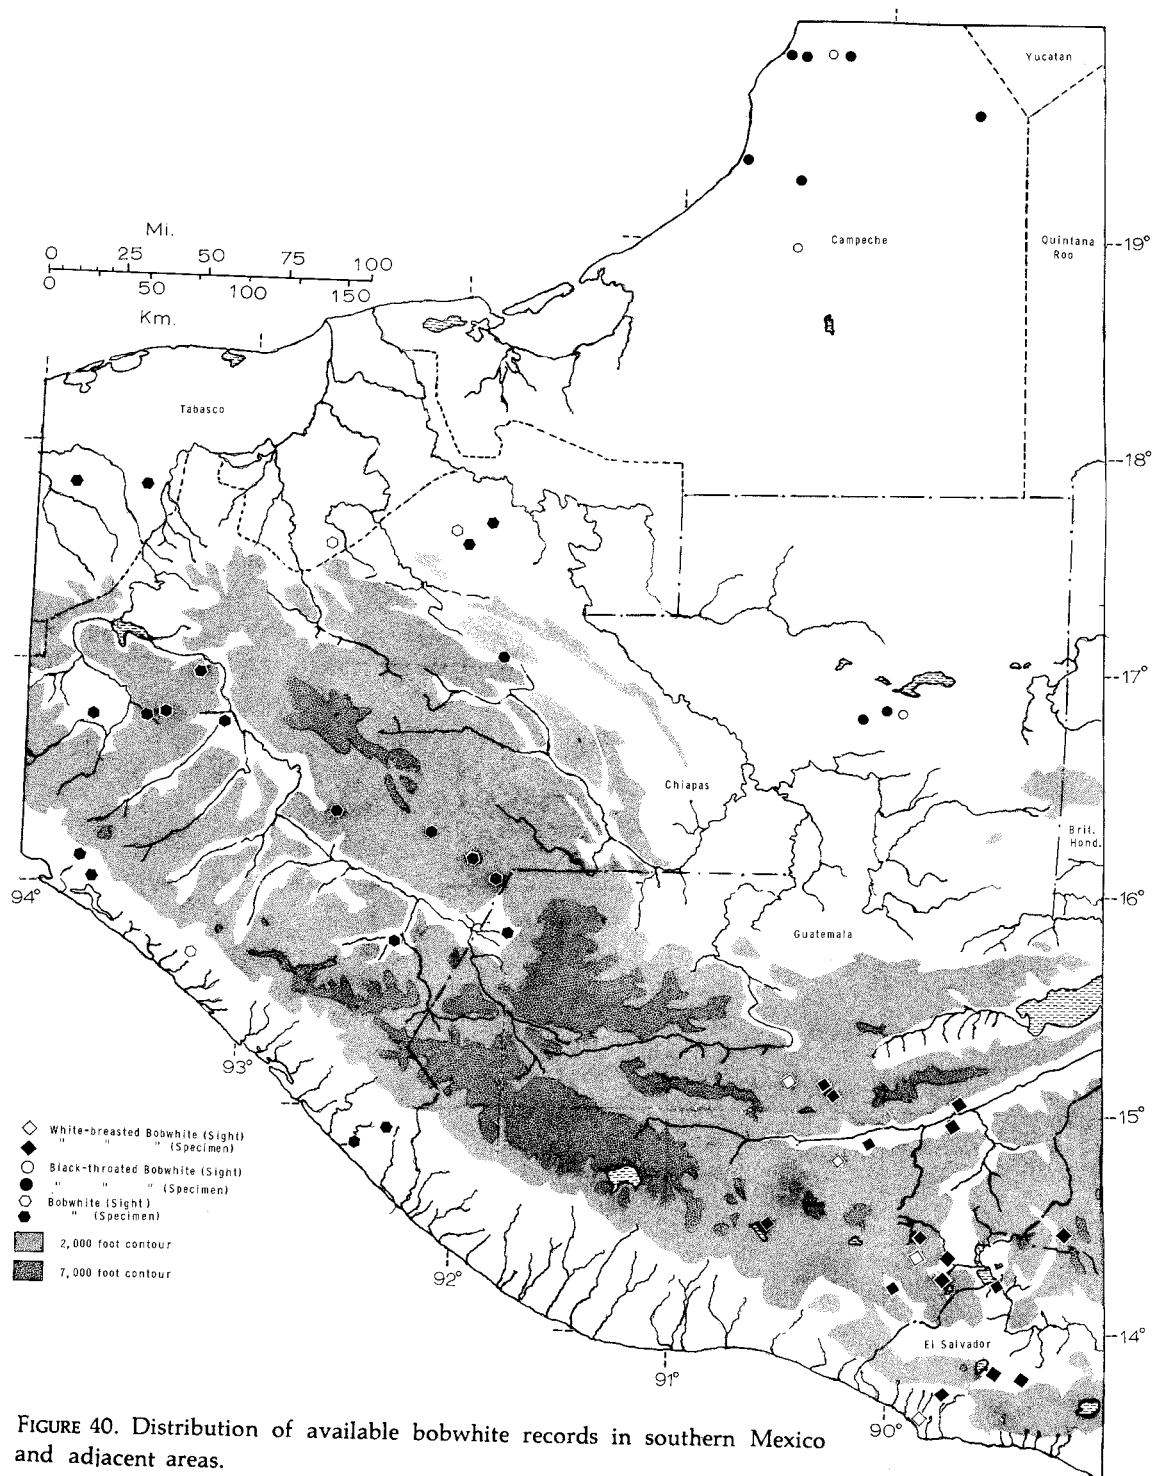 Yucatan
Campeche
Quintana
Roo
--19°
Mi.
0 25 50 75 100
0 50 100 150
Km.
Tabasco
--18°
--17°
Chiapas
Brit.
Hond.
94°
--16°
Guatemala
93°
--15°
White-breasted Bobwhite (Sight)
" " " (Specimen)
Black-throated Bobwhite (Sight)
" " " (Specimen)
Bobwhite (Sight)
" (Specimen)
2,000 foot contour
7,000 foot contour
92°
--14°
El Salvador
91°
90°
FIGURE 40. Distribution of available bobwhite records in southern Mexico
and adjacent areas.